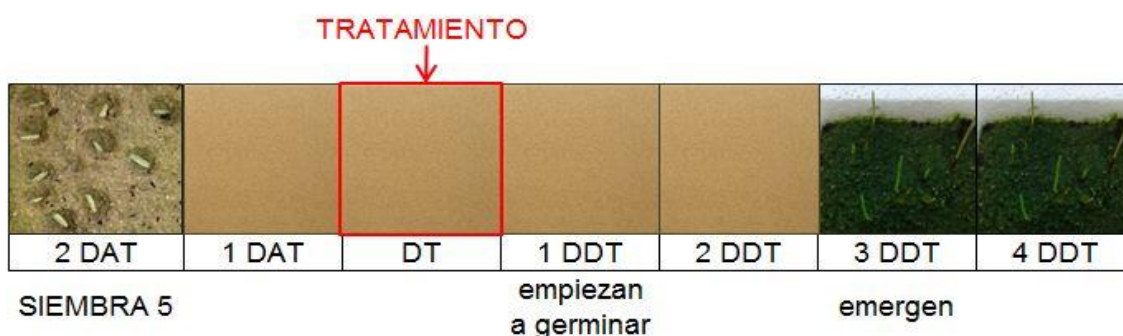 TRATAMIENTO
2 DAT 1 DAT DT 1 DDT 2 DDT 3 DDT 4 DDT
SIEMBRA 5 empiezan emergen
a germinar